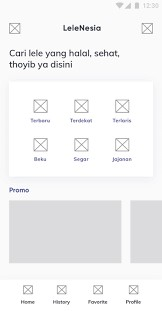 12:30
LeleNesia
Cari lele yang halal, sehat,
thoyib ya disini
Terbaru Terdekat Terlaris
Beku Segar Jajanan
Promo
Home History Favorite Profile